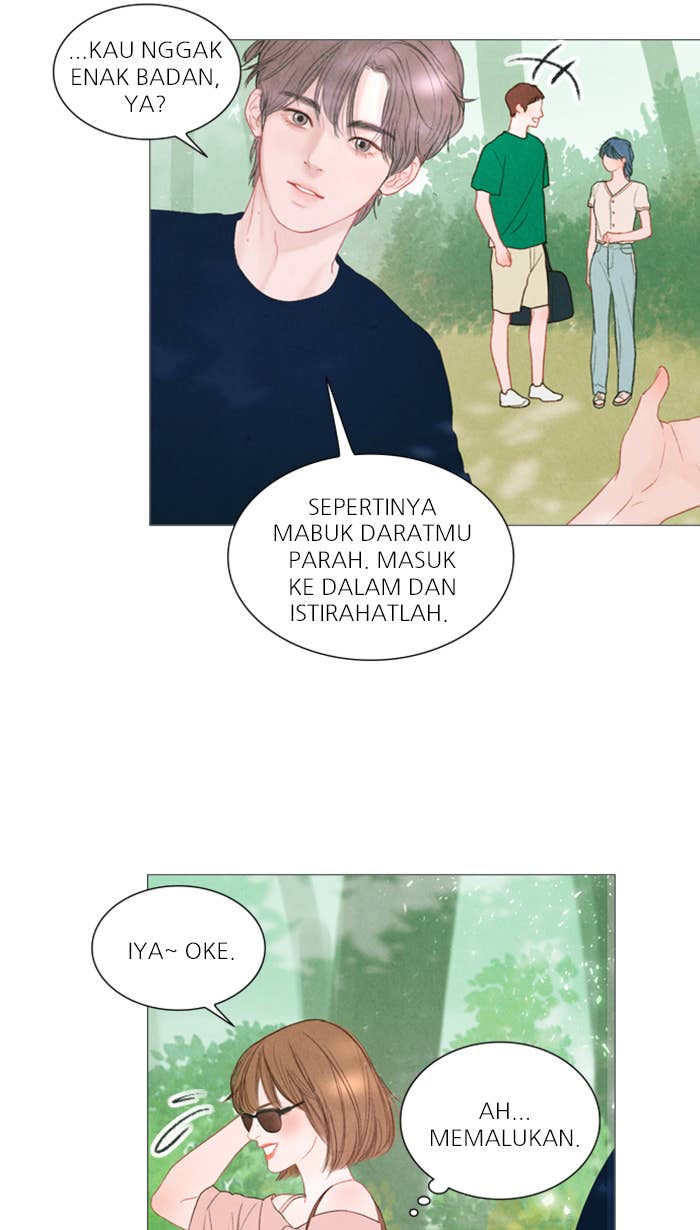 ...KAU NGGAK
ENAK BADAN,
YA?
SEPERTINYA
MABUK DARATMU
PARAH. MASUK
KE DALAM DAN
ISTIRAHATLAH.
IYA~ OKE.
AH...
MEMALUKAN.